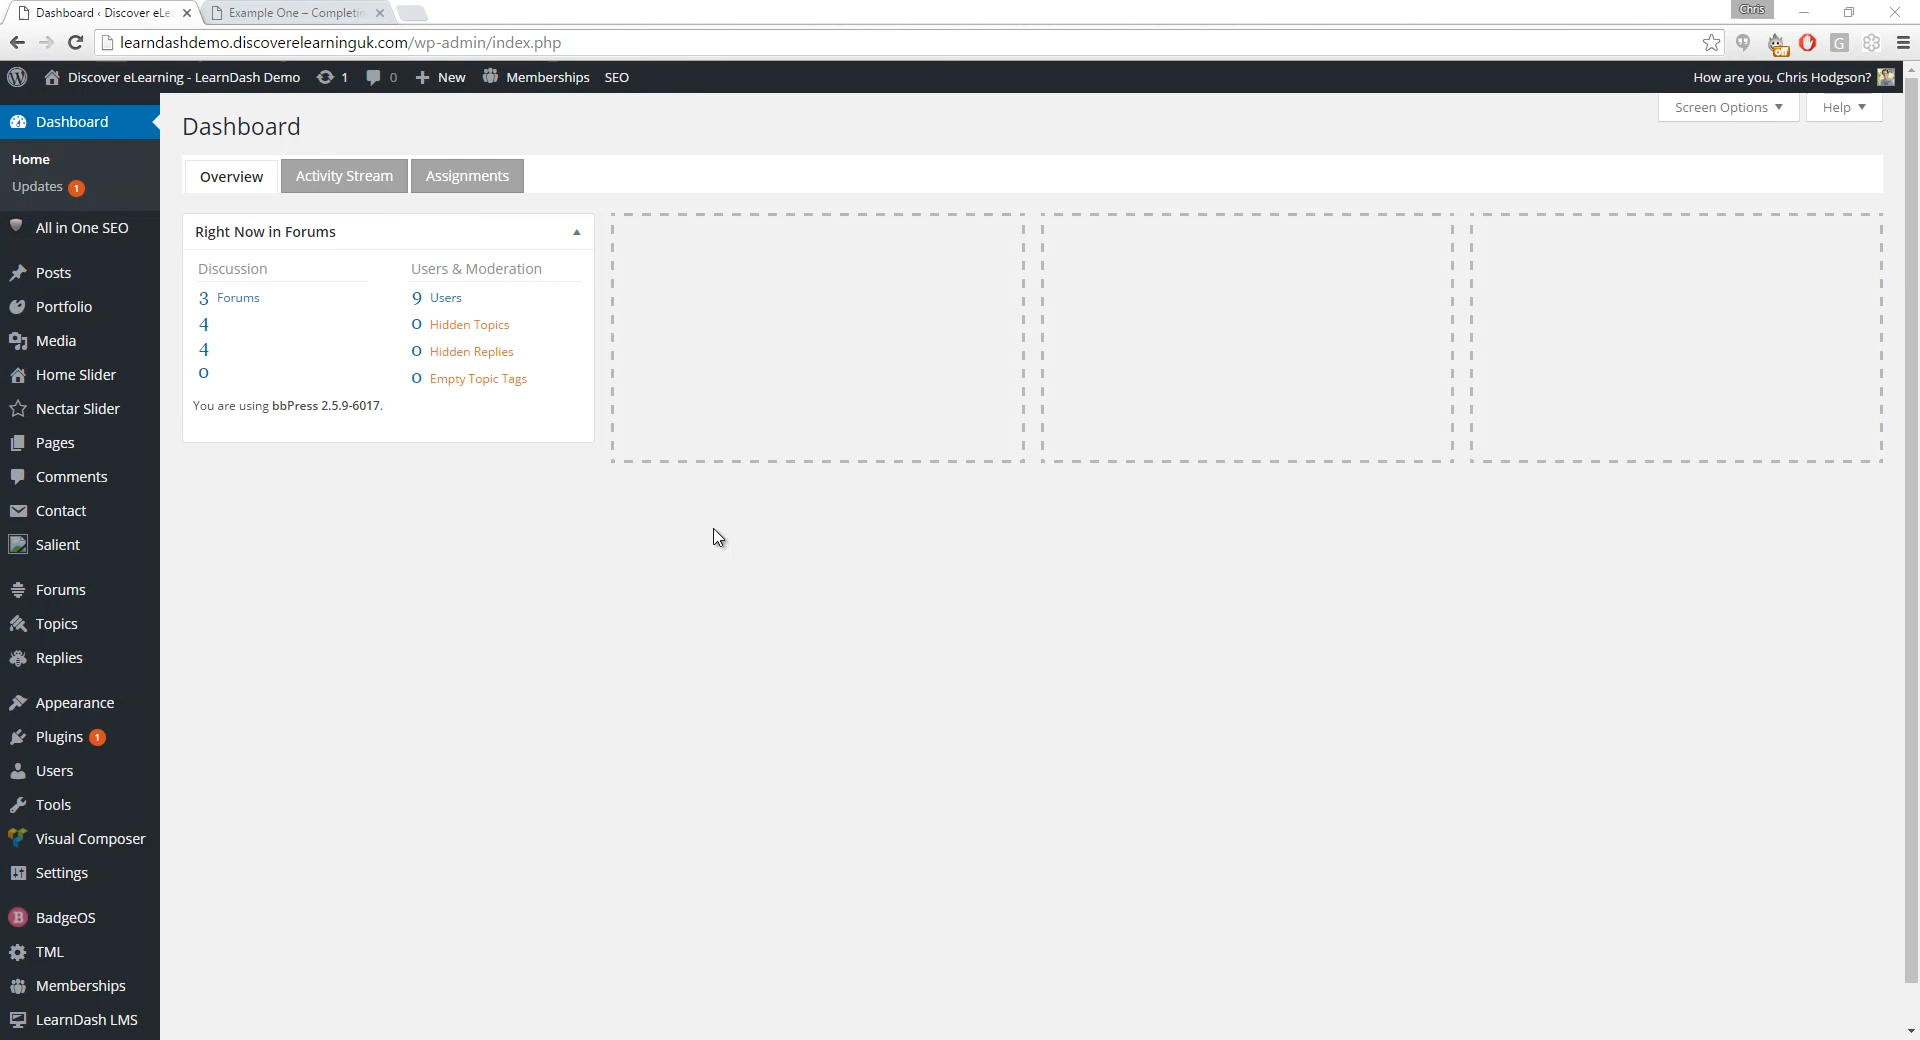 Dashboard ‹ Discover eLe
Example One – Completin
Chris
learndashdemo.discoverelearninguk.com/wp-admin/index.php
off
G
Discover eLearning - LearnDash Demo
1
0
New
Memberships
SEO
How are you, Chris Hodgson?
Screen Options
Help
Dashboard
Home
Updates 1
All in One SEO
Posts
Portfolio
Media
Home Slider
Nectar Slider
Pages
Comments
Contact
Salient
Forums
Topics
Replies
Appearance
Plugins 1
Users
Tools
Visual Composer
Settings
B
BadgeOS
TML
Memberships
LearnDash LMS
Dashboard
Overview
Activity Stream
Assignments
Right Now in Forums
Discussion
3 Forums
4
4
0
Users & Moderation
9 Users
0 Hidden Topics
0 Hidden Replies
0 Empty Topic Tags
You are using bbPress 2.5.9-6017.